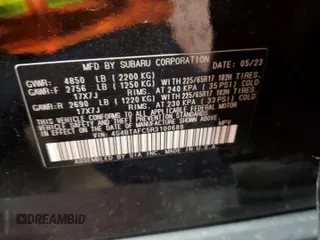 MFD. BY SUBARU CORPORATION DATE: 05/23
GVWR: 4850 LB ( 2200 KG)
GAWR:F 2756 LB ( 1250 KG) WITH 225/65R17 102H TIRES,
17X7J RIMS, AT 240 KPA ( 35 PSI) COLD
GAWR:R 2690 LB ( 1220 KG) WITH 225/65R17 102H TIRES,
17X7J RIMS, AT 230 KPA ( 33 PSI) COLD
THIS VEHICLE CONFORMS TO ALL APPLICABLE
FEDERAL MOTOR VEHICLE SAFETY, BUMPER, AND THEFT
PREVENTION STANDARDS IN EFFECT ON THE DATE OF
MANUFACTURE SHOWN ABOVE.
VIN: 4S4BTAFC5R3100688 MPV
ASSEMBLED BY SIA, INC. MADE IN U.S.A.
DREAMBID